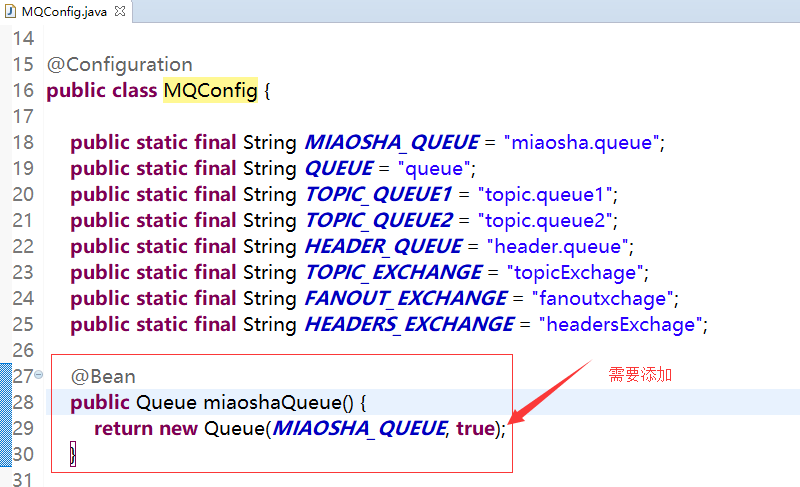 MQConfig.java
14
15 @Configuration
16 public class MQConfig {
17
18 public static final String MIAOSHA_QUEUE = "miaosha.queue";
19 public static final String QUEUE = "queue";
20 public static final String TOPIC_QUEUE1 = "topic.queue1";
21 public static final String TOPIC_QUEUE2 = "topic.queue2";
22 public static final String HEADER_QUEUE = "header.queue";
23 public static final String TOPIC_EXCHANGE = "topicExchage";
24 public static final String FANOUT_EXCHANGE = "fanoutxchage";
25 public static final String HEADERS_EXCHANGE = "headersExchage";
26
27 @Bean
需要添加
28 public Queue miaoshaQueue() {
29 return new Queue(MIAOSHA_QUEUE, true);
30 }
31